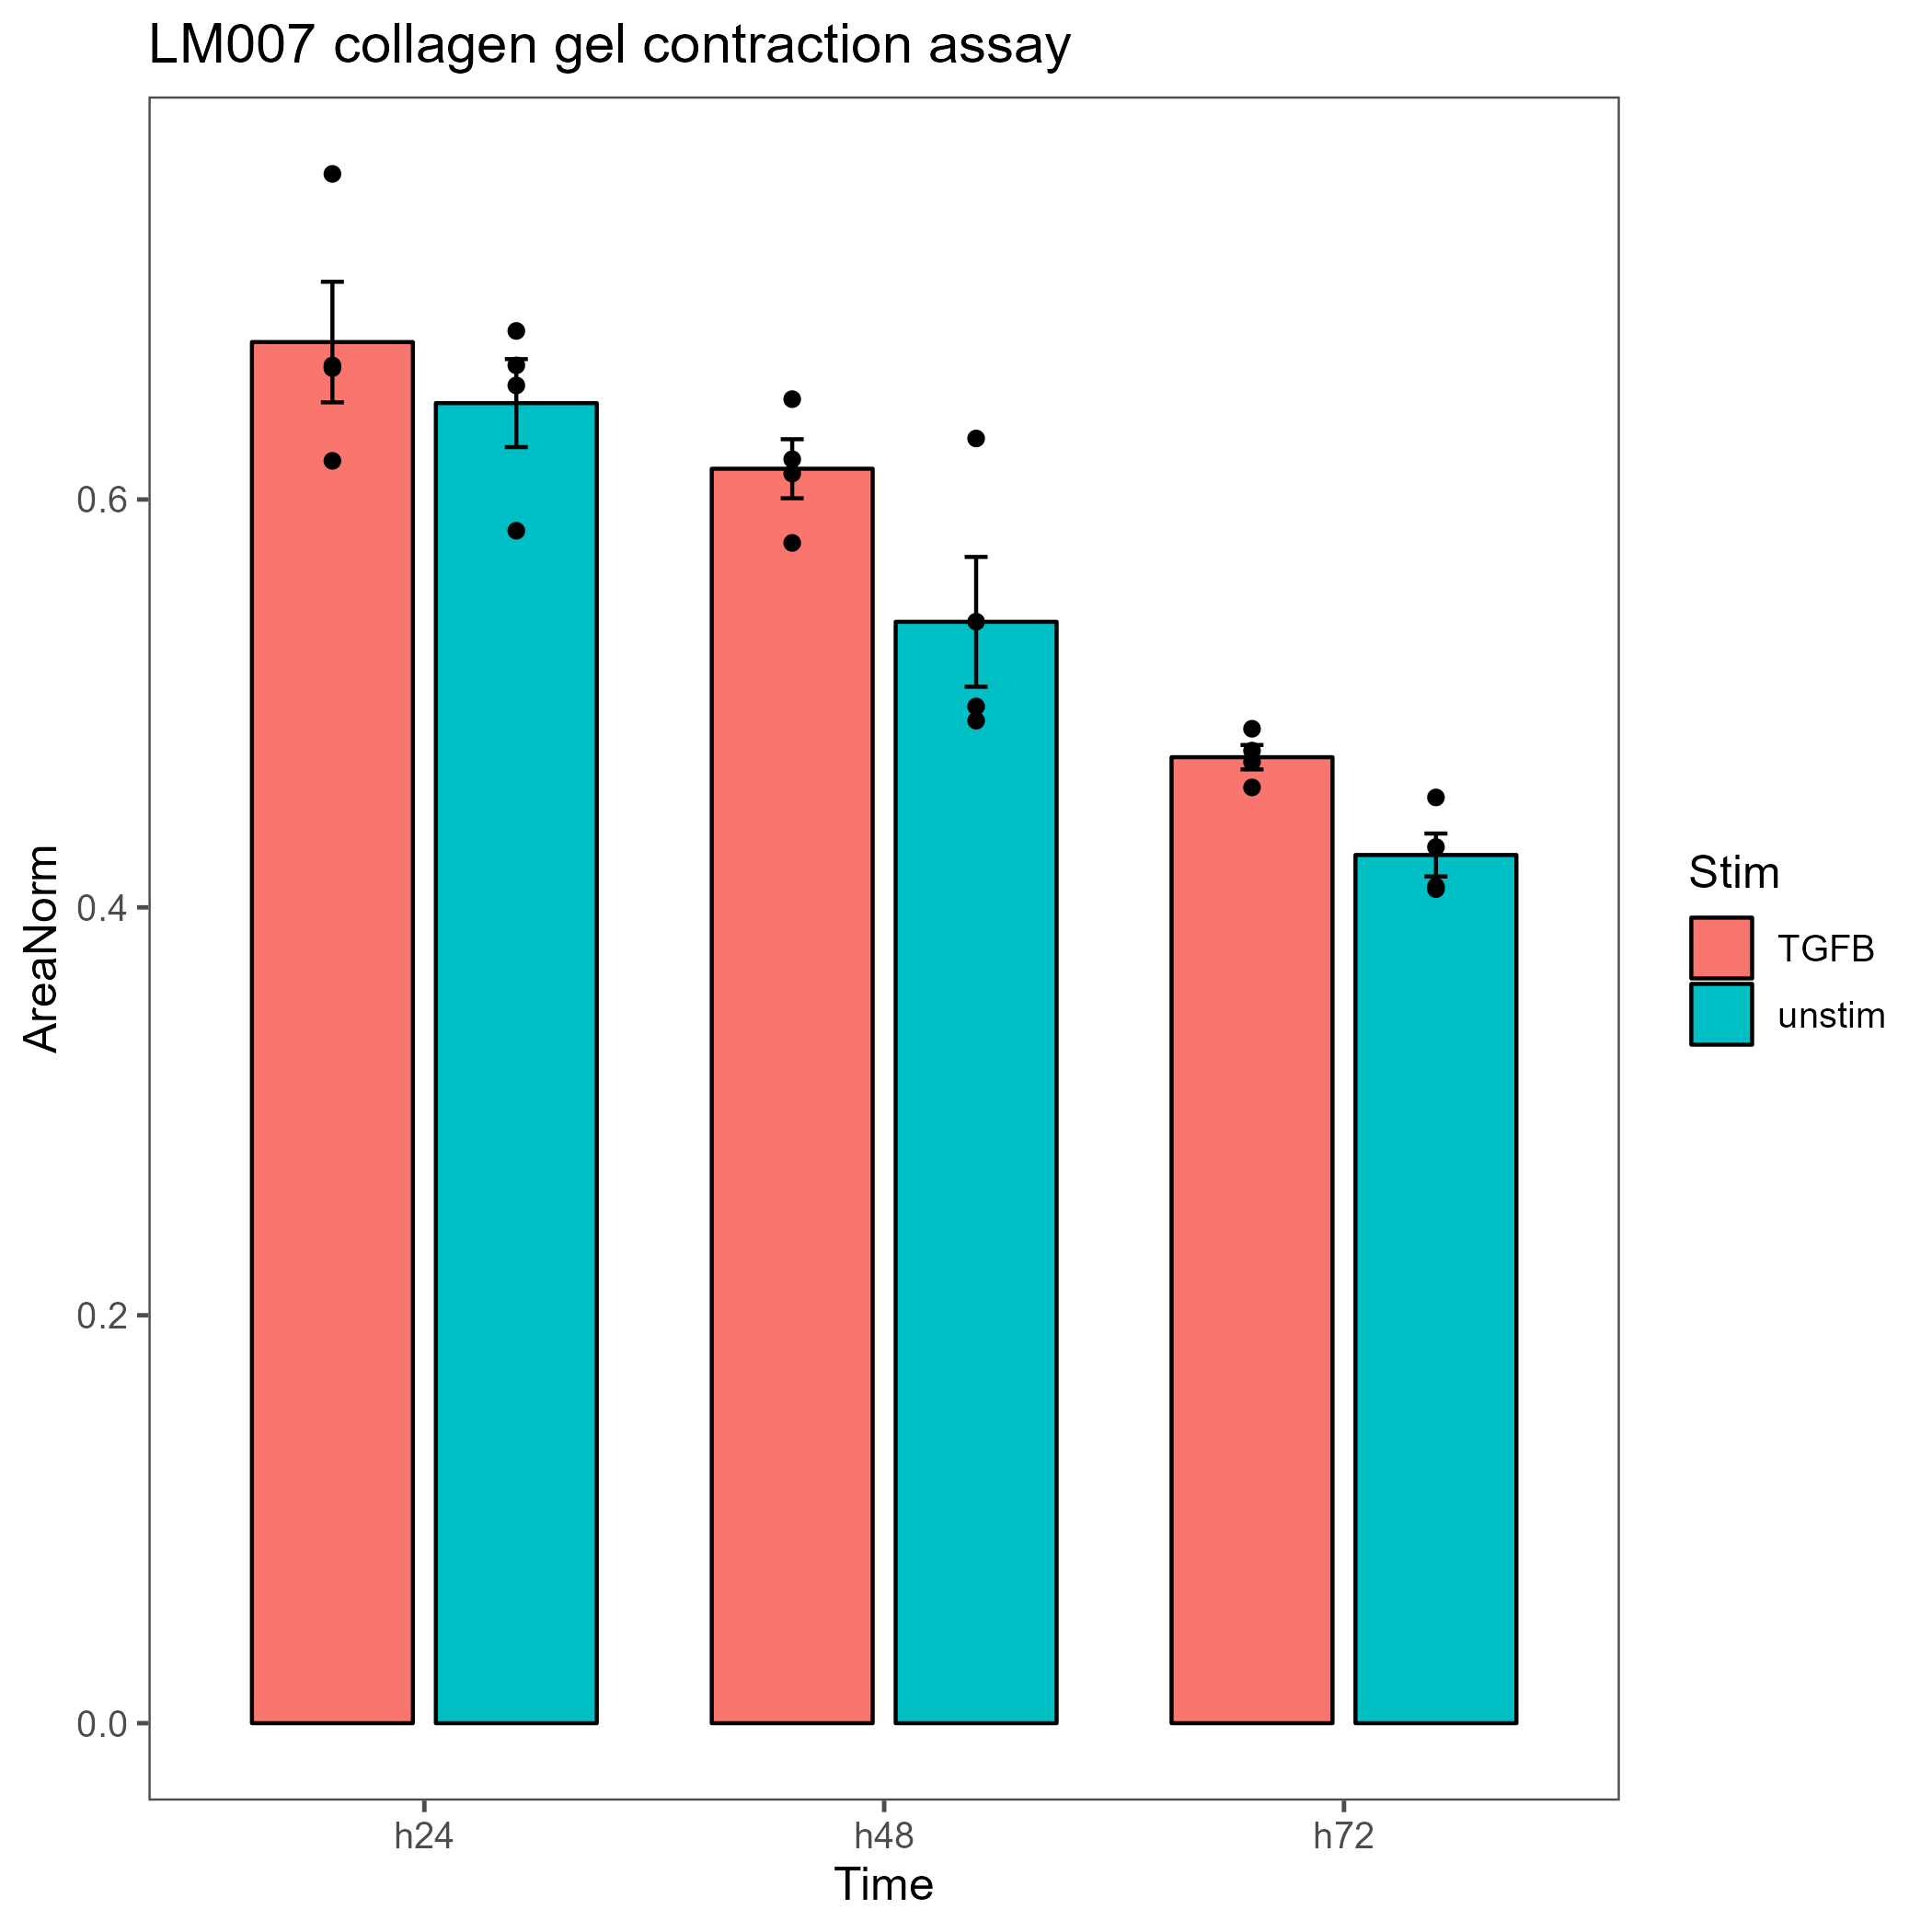 LM007 collagen gel contraction assay
AreaNorm
0.6
0.4
0.2
0.0
h24
h48
h72
Time
Stim
TGFB
unstim